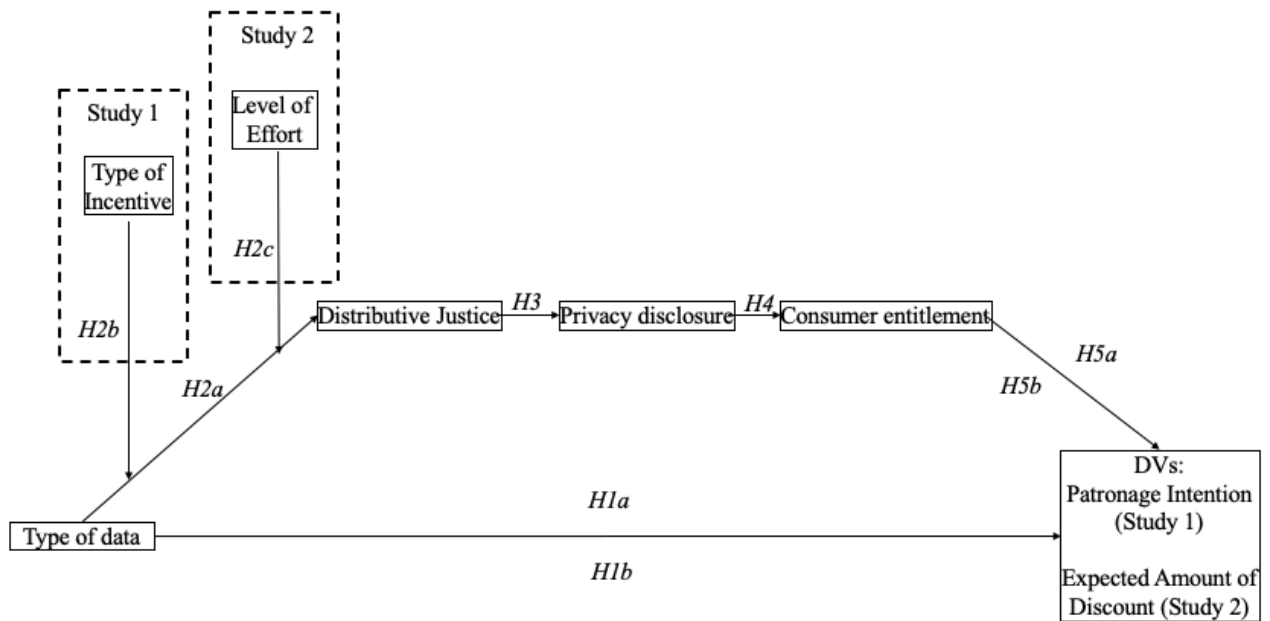 Study 2
Level of
Effort
Study 1
Type of
Incentive
H2c
H2b
Distributive Justice
H3
Privacy disclosure
H4
Consumer entitlement
H2a
H5a
H5b
Type of data
H1a
H1b
DVs:
Patronage Intention
(Study 1)
Expected Amount of
Discount (Study 2)